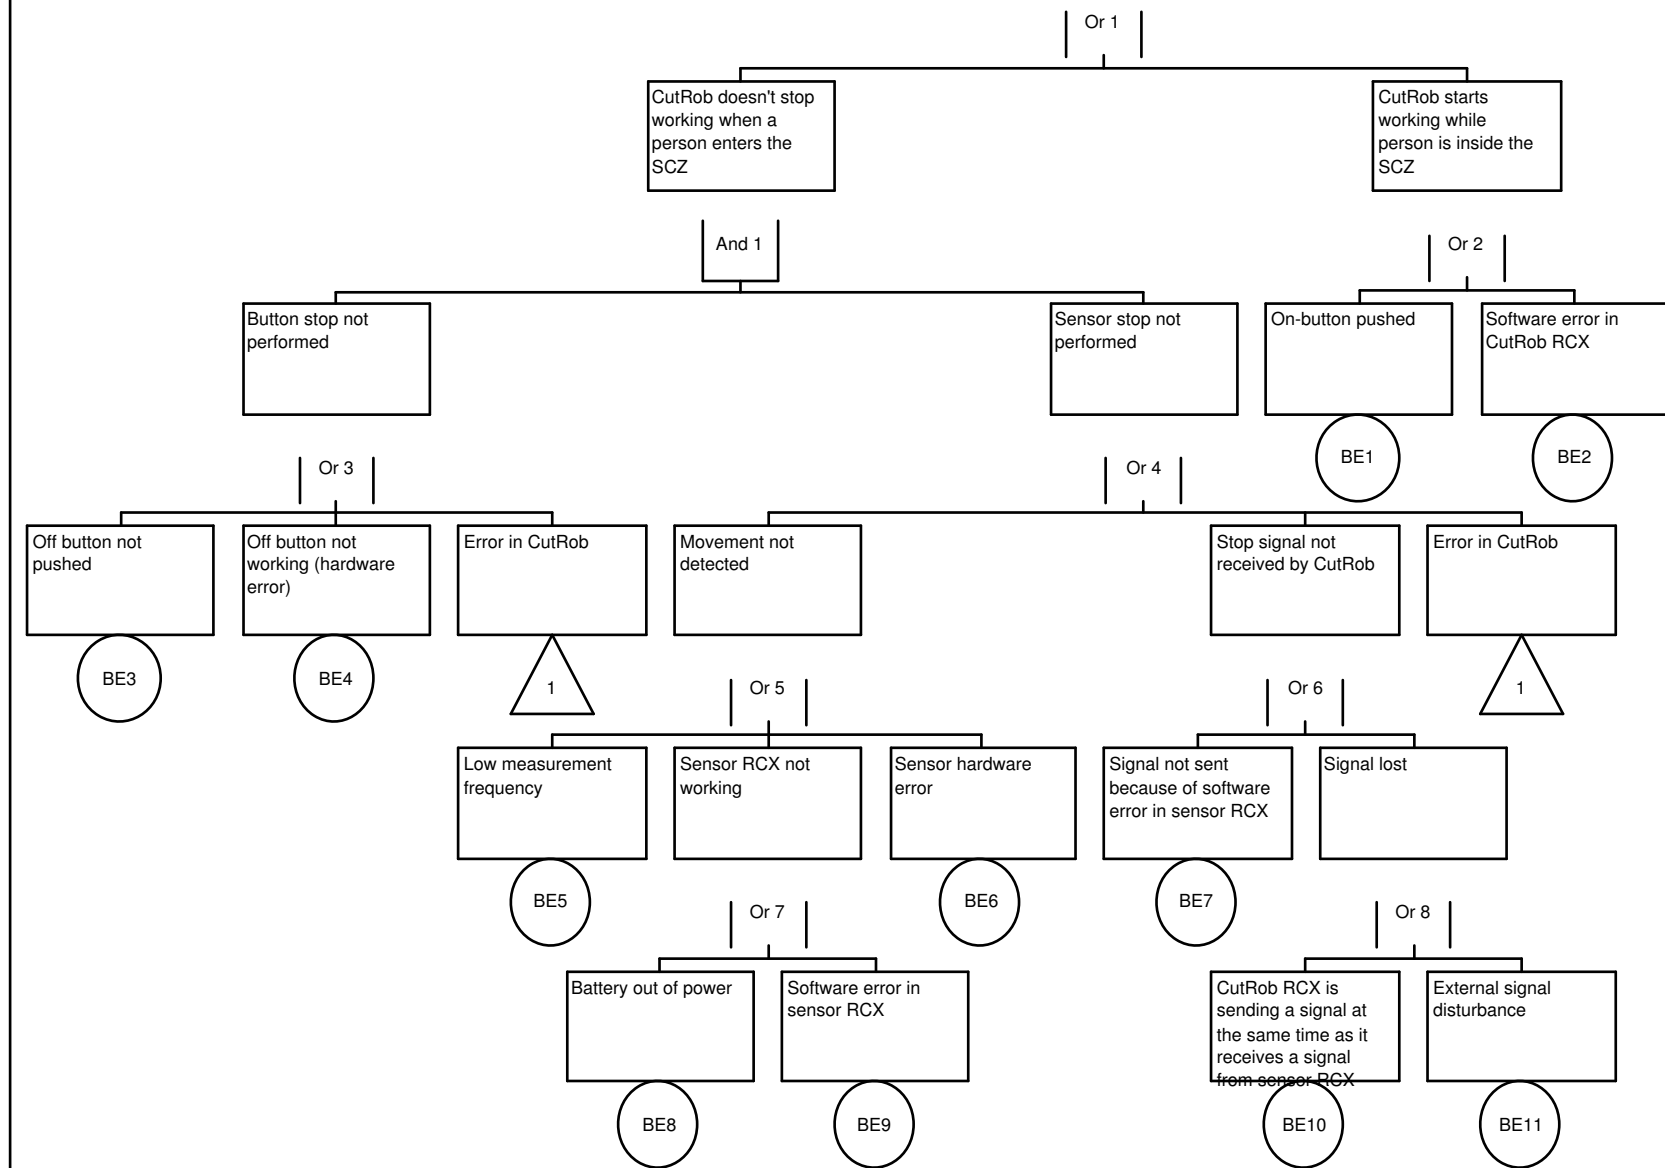 Or 1
CutRob doesn't stop
working when a
person enters the
SCZ
CutRob starts
working while
person is inside the
SCZ
And 1
Or 2
Button stop not
performed
Sensor stop not
performed
On-button pushed
Software error in
CutRob RCX
BE1
BE2
Or 3
Or 4
Off button not
pushed
Off button not
working (hardware
error)
Error in CutRob
Movement not
detected
Stop signal not
received by CutRob
Error in CutRob
BE3
BE4
1
Or 5
Or 6
1
Low measurement
frequency
Sensor RCX not
working
Sensor hardware
error
Signal not sent
because of software
error in sensor RCX
Signal lost
BE5
BE6
BE7
Or 7
Or 8
Battery out of power
Software error in
sensor RCX
CutRob RCX is
sending a signal at
the same time as it
receives a signal
from sensor RCX
External signal
disturbance
BE8
BE9
BE10
BE11